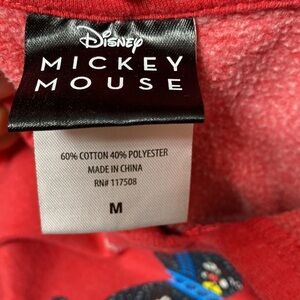 Disney
MICKEY
MOUSE
60% COTTON 40% POLYESTER
MADE IN CHINA
RN# 117508
M